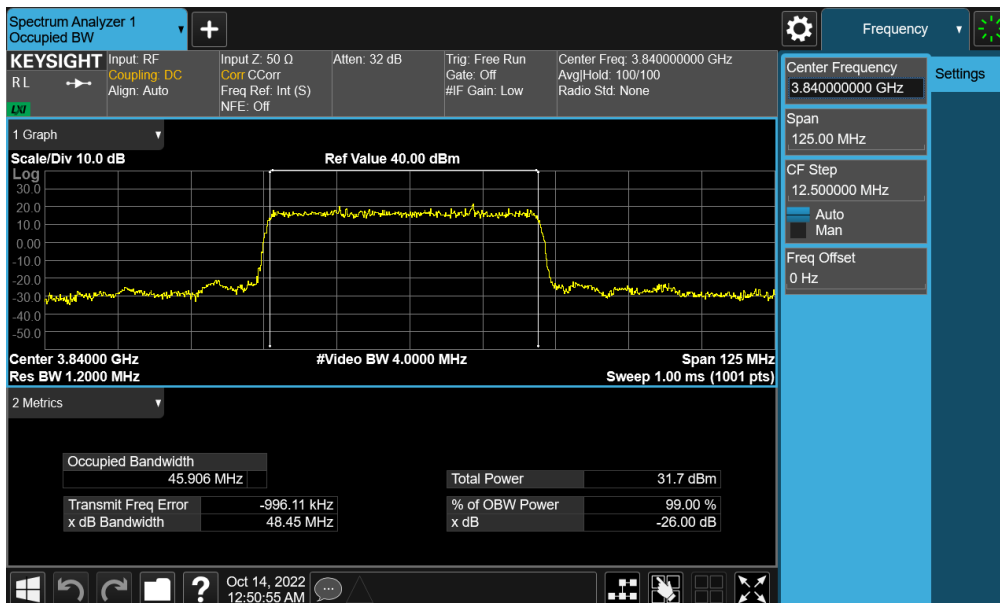 Spectrum Analyzer 1
Occupied BW
+
Frequency
KEYSIGHT
R L
LXI
Input: RF
Coupling: DC
Align: Auto
Input Z: 50 Ω
Corr CCorr
Freq Ref: Int (S)
NFE: Off
Atten: 32 dB
Trig: Free Run
Gate: Off
#IF Gain: Low
Center Freq: 3.840000000 GHz
Avg|Hold: 100/100
Radio Std: None
Center Frequency
3.840000000 GHz
Settings
Span
125.00 MHz
CF Step
12.500000 MHz
Auto
Man
Freq Offset
0 Hz
1 Graph
Scale/Div 10.0 dB
Ref Value 40.00 dBm
Log
30.0
20.0
10.0
0.00
-10.0
-20.0
-30.0
-40.0
-50.0
Center 3.84000 GHz
#Video BW 4.0000 MHz
Span 125 MHz
Res BW 1.2000 MHz
Sweep 1.00 ms (1001 pts)
2 Metrics
Occupied Bandwidth
45.906 MHz
Total Power 31.7 dBm
Transmit Freq Error -996.11 kHz
% of OBW Power 99.00 %
x dB Bandwidth 48.45 MHz
x dB -26.00 dB
?
Oct 14, 2022
12:50:55 AM